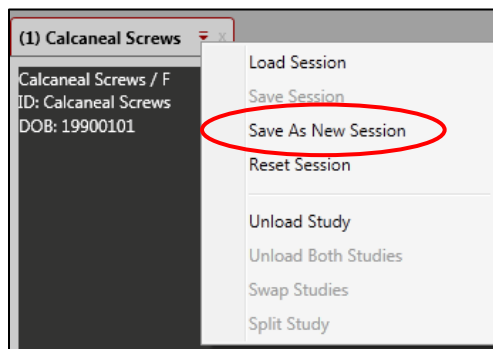 (1) Calcaneal Screws
Calcaneal Screws / F
ID: Calcaneal Screws
DOB: 19900101
Load Session
Save Session
Save As New Session
Reset Session
Unload Study
Unload Both Studies
Swap Studies
Split Study